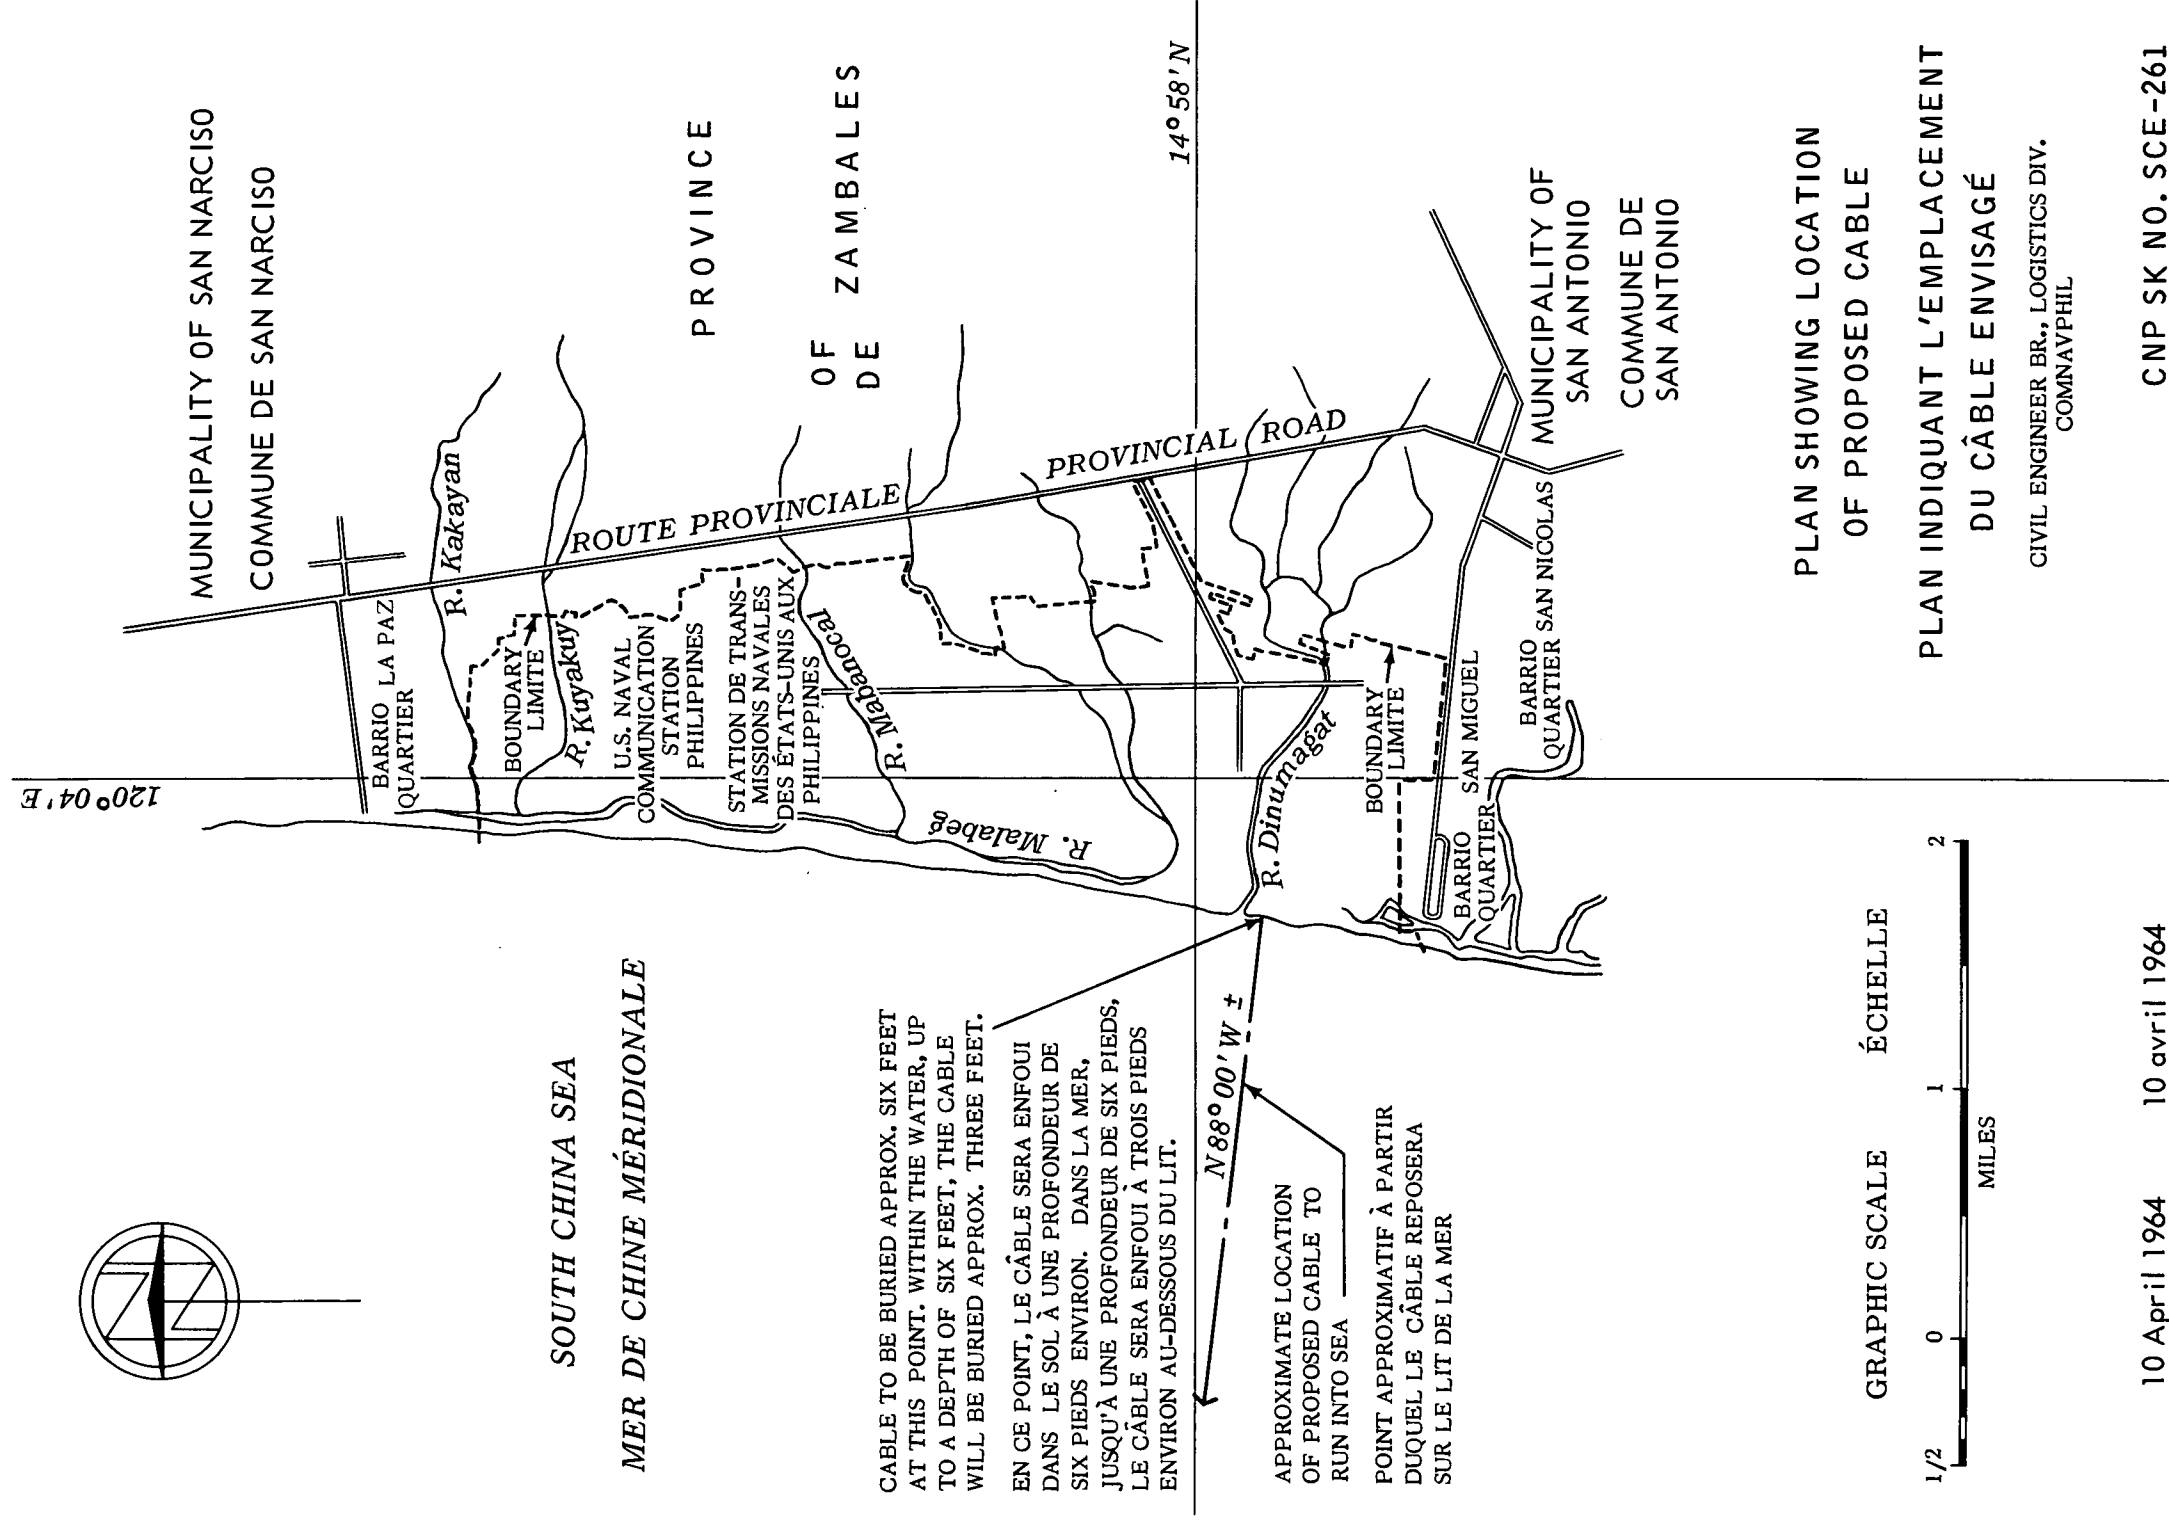 MUNICIPALITY OF SAN NARCISO
COMMUNE DE SAN NARCISO
120° 04' E
BARRIO LA PAZ
QUARTIER
R. Kakayan
BOUNDARY
LIMITE
R. Kuyakuy
ROUTE PROVINCIALE
PROVINCIAL ROAD
U.S. NAVAL
COMMUNICATION
STATION
PHILIPPINES
STATION DE TRANS-
MISSIONS NAVALES
DES ÉTATS-UNIS AUX
PHILIPPINES
PROVINCE
OF ZAMBALES
DE
R. Mabanocal
R. Malabeg
14° 58' N
SOUTH CHINA SEA
MER DE CHINE MÉRIDIONALE
CABLE TO BE BURIED APPROX. SIX FEET
AT THIS POINT. WITHIN THE WATER, UP
TO A DEPTH OF SIX FEET, THE CABLE
WILL BE BURIED APPROX. THREE FEET.
EN CE POINT, LE CÂBLE SERA ENFOUI
DANS LE SOL À UNE PROFONDEUR DE
SIX PIEDS ENVIRON. DANS LA MER,
JUSQU'À UNE PROFONDEUR DE SIX PIEDS,
LE CÂBLE SERA ENFOUI À TROIS PIEDS
ENVIRON AU-DESSOUS DU LIT.
N 88° 00' W ±
R. Dinumagat
APPROXIMATE LOCATION
OF PROPOSED CABLE TO
RUN INTO SEA
POINT APPROXIMATIF À PARTIR
DUQUEL LE CÂBLE REPOSERA
SUR LE LIT DE LA MER
BOUNDARY
LIMITE
BARRIO SAN MIGUEL
QUARTIER
BARRIO SAN NICOLAS
QUARTIER
MUNICIPALITY OF
SAN ANTONIO
COMMUNE DE
SAN ANTONIO
PLAN SHOWING LOCATION
OF PROPOSED CABLE
PLAN INDIQUANT L'EMPLACEMENT
DU CÂBLE ENVISAGÉ
CIVIL ENGINEER BR., LOGISTICS DIV.
COMNAVPHIL
GRAPHIC SCALE ÉCHELLE
1/2 0 1 2
MILES
10 April 1964 10 avril 1964 CNP SK NO. SCE-261